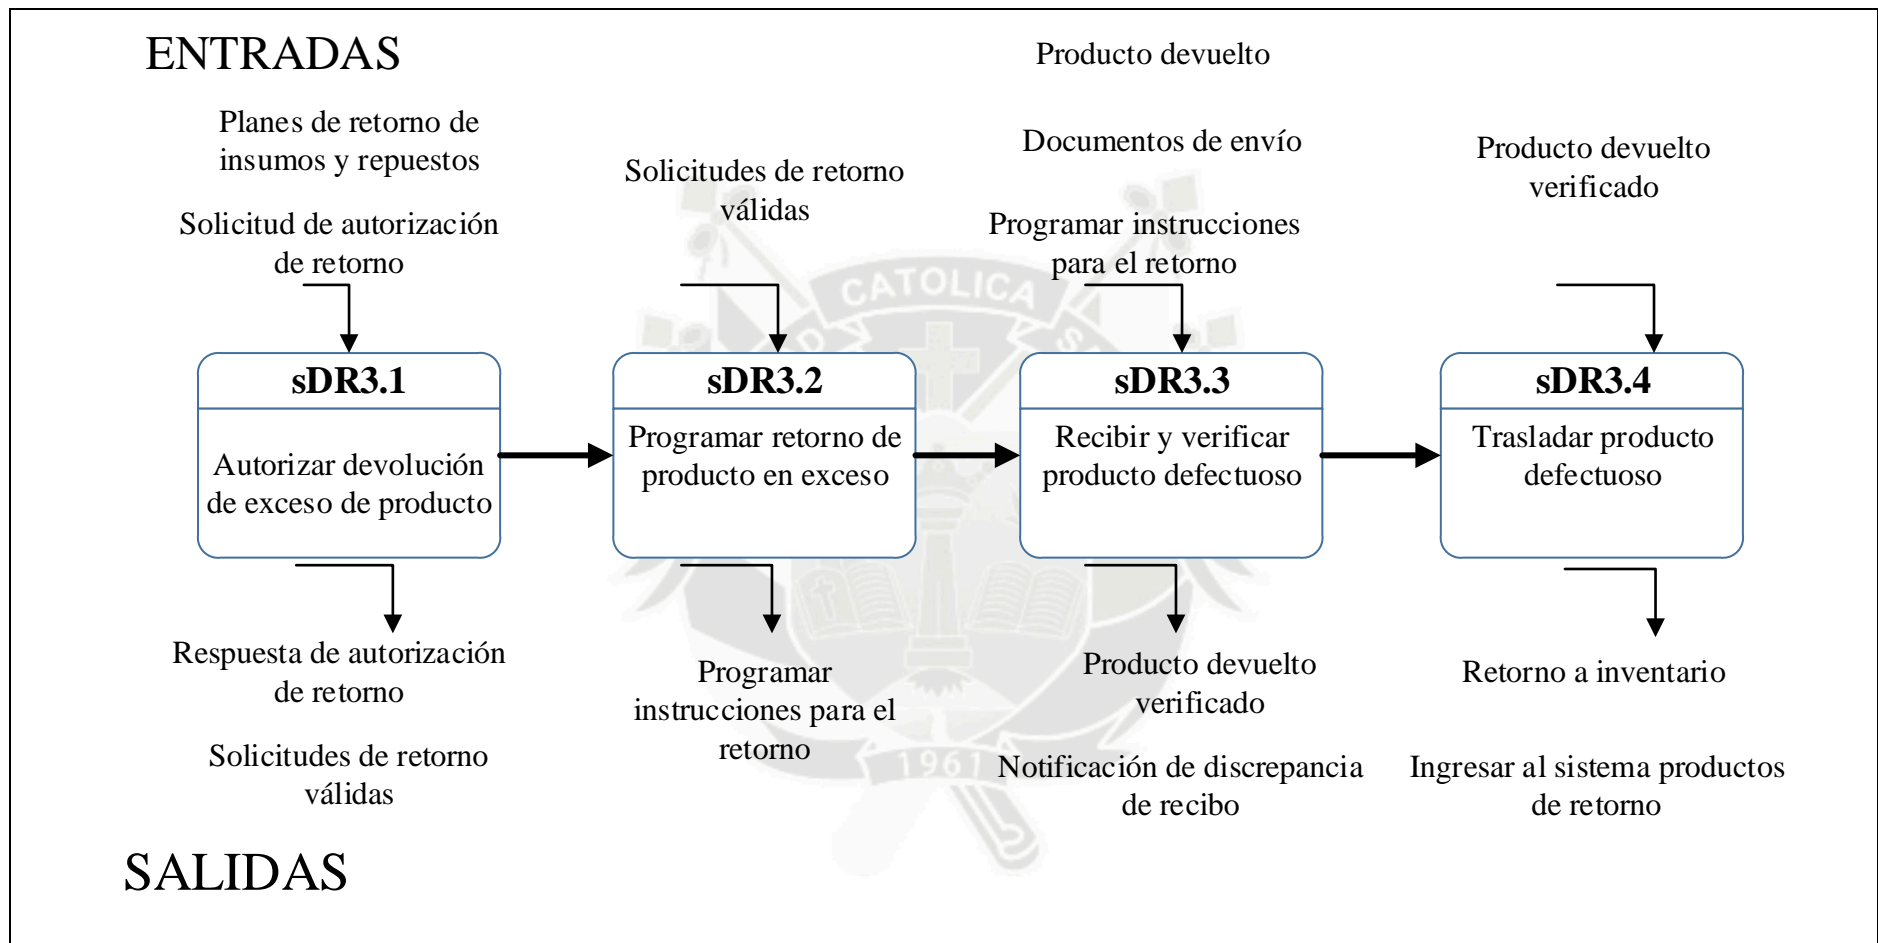 ENTRADAS
Planes de retorno de
insumos y repuestos
Solicitud de autorización
de retorno
Solicitudes de retorno
válidas
Producto devuelto
Documentos de envío
Programar instrucciones
para el retorno
Producto devuelto
verificado
CATOLICA
sDR3.1
Autorizar devolución
de exceso de producto
sDR3.2
Programar retorno de
producto en exceso
sDR3.3
Recibir y verificar
producto defectuoso
sDR3.4
Trasladar producto
defectuoso
Respuesta de autorización
de retorno
Solicitudes de retorno
válidas
Programar
instrucciones para el
retorno
Producto devuelto
verificado
Notificación de discrepancia
de recibo
Retorno a inventario
Ingresar al sistema productos
de retorno
1961
SALIDAS